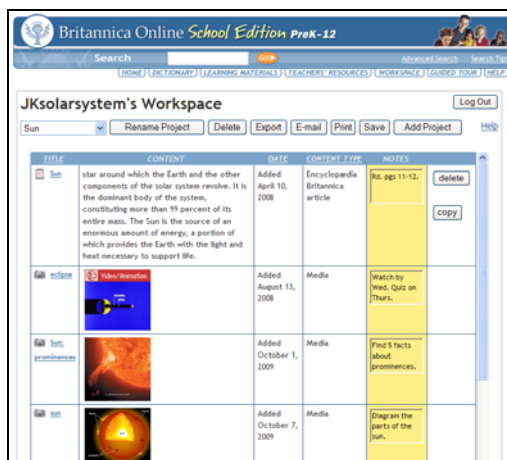 Britannica Online School Edition PreK-12
Search GO Advanced Search Search Tips
HOME DICTIONARY LEARNING MATERIALS TEACHERS' RESOURCES WORKSPACE GUIDED TOUR HELP
JKsolarsystem's Workspace Log Out
Sun Rename Project Delete Export E-mail Print Save Add Project Help
TITLE CONTENT DATE CONTENT TYPE NOTES
Sun star around which the Earth and the other Added Encyclopædia Rd. pgs 11-12. delete
components of the solar system revolve. It is April 10, Britannica
the dominant body of the system, 2008 article
constituting more than 99 percent of its copy
entire mass. The Sun is the source of an
enormous amount of energy, a portion of
which provides the Earth with the light and
heat necessary to support life.
eclipse Video/Animation Added Media Watch by
August 13, Wed. Quiz on
2008 Thurs.
Sun: Added Media Find 5 facts
prominences October 1, about
2009 prominences.
sun Added Media Diagram the
October 7, parts of the
2009 sun.